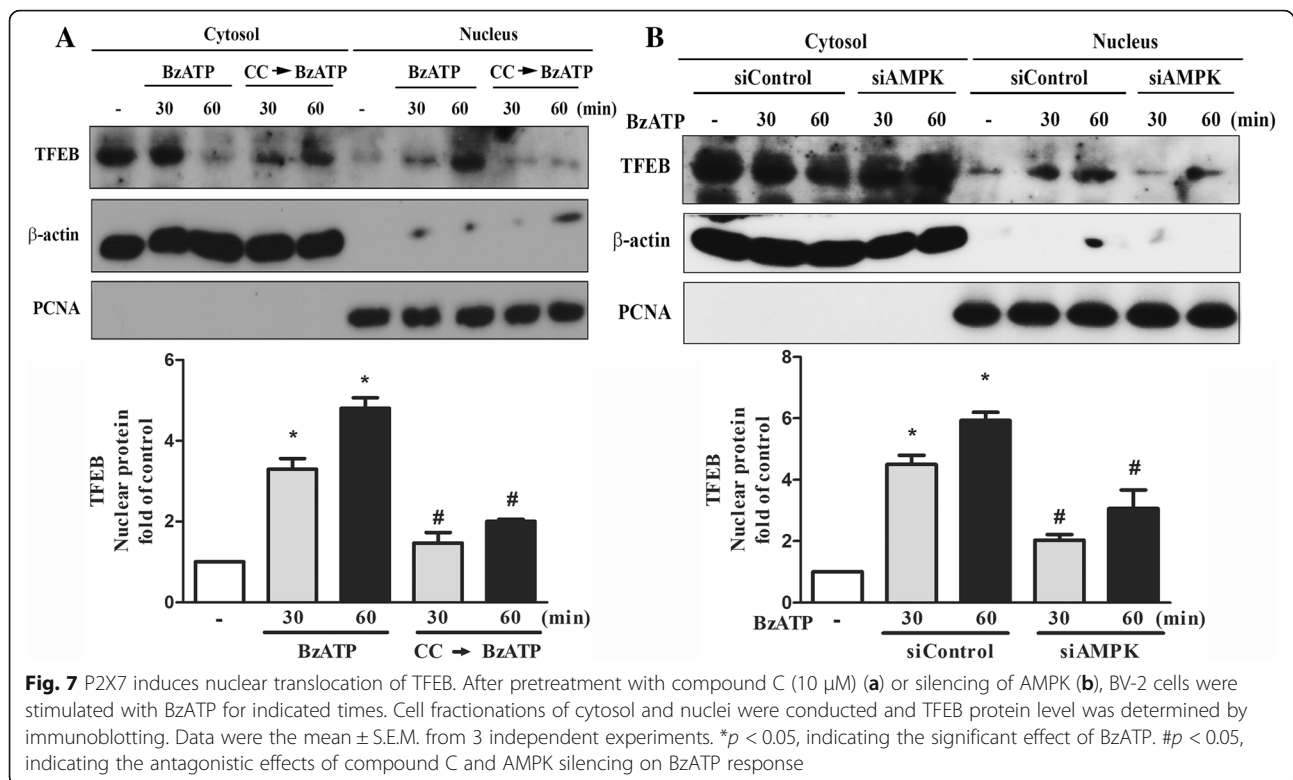 A
Cytosol Nucleus
BzATP CC → BzATP BzATP CC → BzATP
- 30 60 30 60 - 30 60 30 60 (min)
TFEB
β-actin
PCNA
TFEB
Nuclear protein
fold of control
6
4
2
0
* * # #
- 30 60 30 60 (min)
BzATP CC → BzATP
B
Cytosol Nucleus
siControl siAMPK siControl siAMPK
BzATP - 30 60 30 60 - 30 60 30 60 (min)
TFEB
β-actin
PCNA
TFEB
Nuclear protein
fold of control
8
6
4
2
0
* * # #
BzATP - 30 60 30 60 (min)
siControl siAMPK
Fig. 7 P2X7 induces nuclear translocation of TFEB. After pretreatment with compound C (10 μM) (a) or silencing of AMPK (b), BV-2 cells were
stimulated with BzATP for indicated times. Cell fractionations of cytosol and nuclei were conducted and TFEB protein level was determined by
immunoblotting. Data were the mean ± S.E.M. from 3 independent experiments. *p < 0.05, indicating the significant effect of BzATP. #p < 0.05,
indicating the antagonistic effects of compound C and AMPK silencing on BzATP response